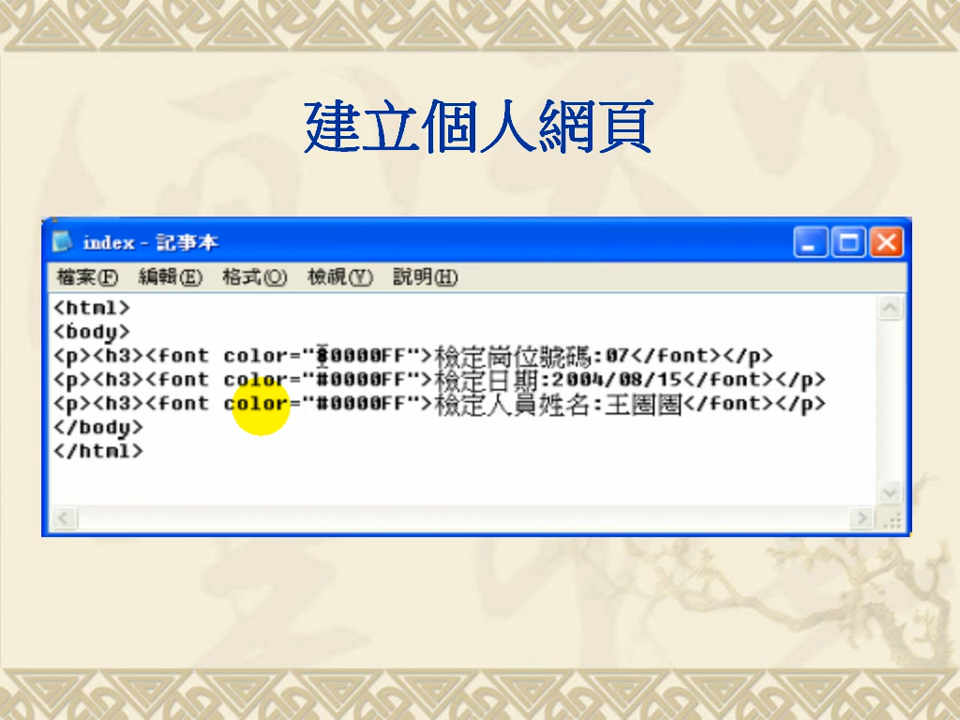 建立個人網頁
index - 記事本
檔案(F) 編輯(E) 格式(O) 檢視(V) 說明(H)
<html>
<body>
<p><h3><font color="#0000FF">檢定崗位號碼:07</font></p>
<p><h3><font color="#0000FF">檢定日期:2004/08/15</font></p>
<p><h3><font color="#0000FF">檢定人員姓名:王圈圈</font></p>
</body>
</html>